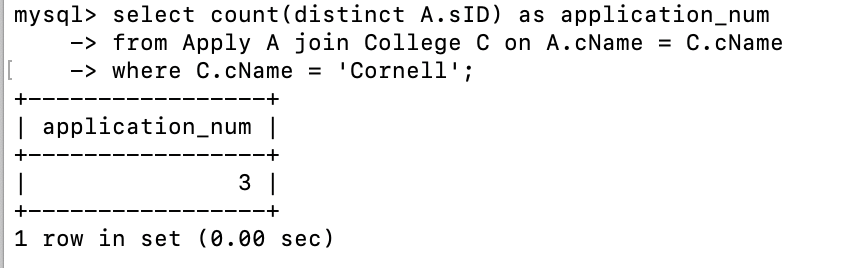 mysql> select count(distinct A.sID) as application_num
    -> from Apply A join College C on A.cName = C.cName
[    -> where C.cName = 'Cornell';
+-----------------+
| application_num |
+-----------------+
|               3 |
+-----------------+
1 row in set (0.00 sec)